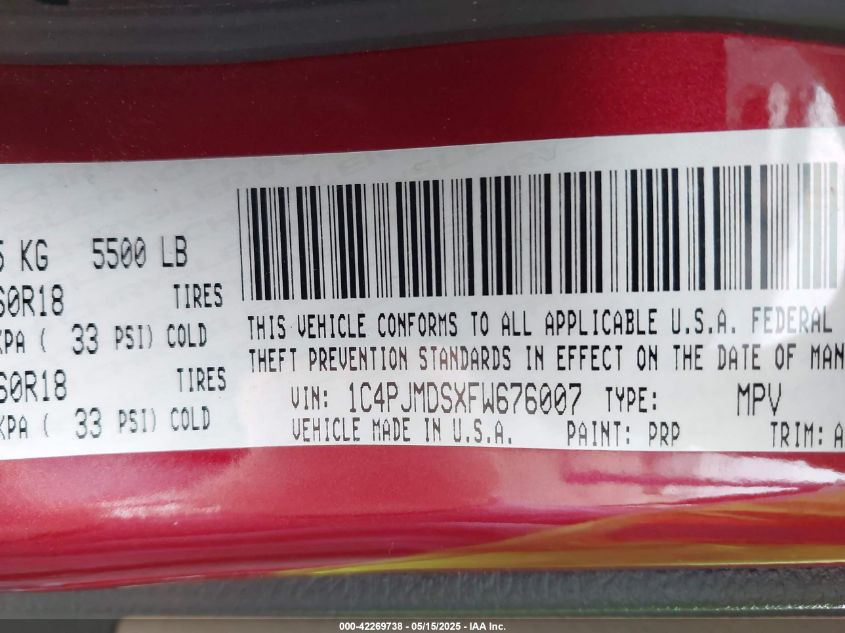 5 KG 5500 LB
60R18 TIRES
KPA ( 33 PSI) COLD
60R18 TIRES
KPA ( 33 PSI) COLD
THIS VEHICLE CONFORMS TO ALL APPLICABLE U.S.A. FEDERAL
THEFT PREVENTION STANDARDS IN EFFECT ON THE DATE OF MAN
VIN: 1C4PJMDSXFW676007 TYPE: MPV
VEHICLE MADE IN U.S.A. PAINT: PRP TRIM: A
000-42269738 - 05/15/2025 - IAA Inc.